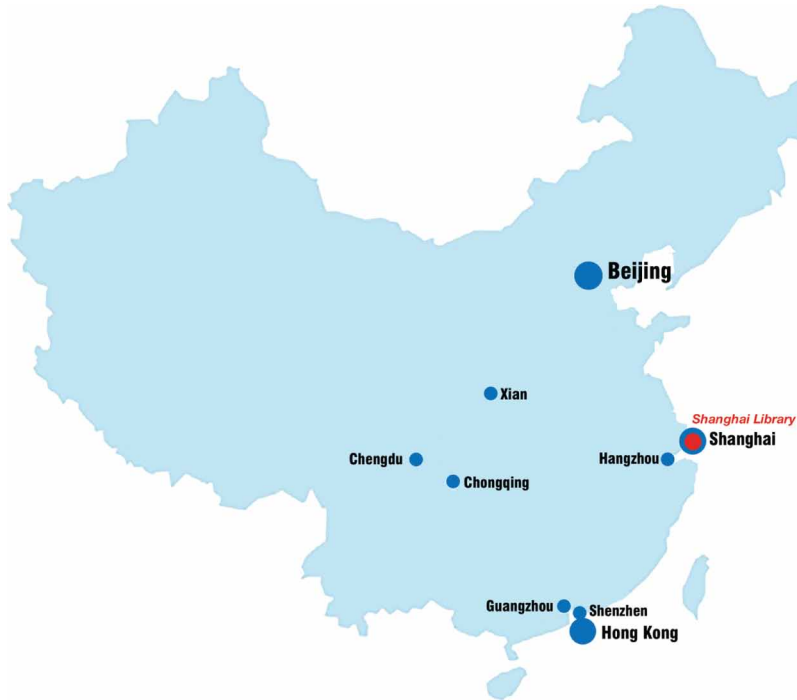 Beijing
Xian
Shanghai Library
Shanghai
Chengdu
Hangzhou
Chongqing
Guangzhou
Shenzhen
Hong Kong